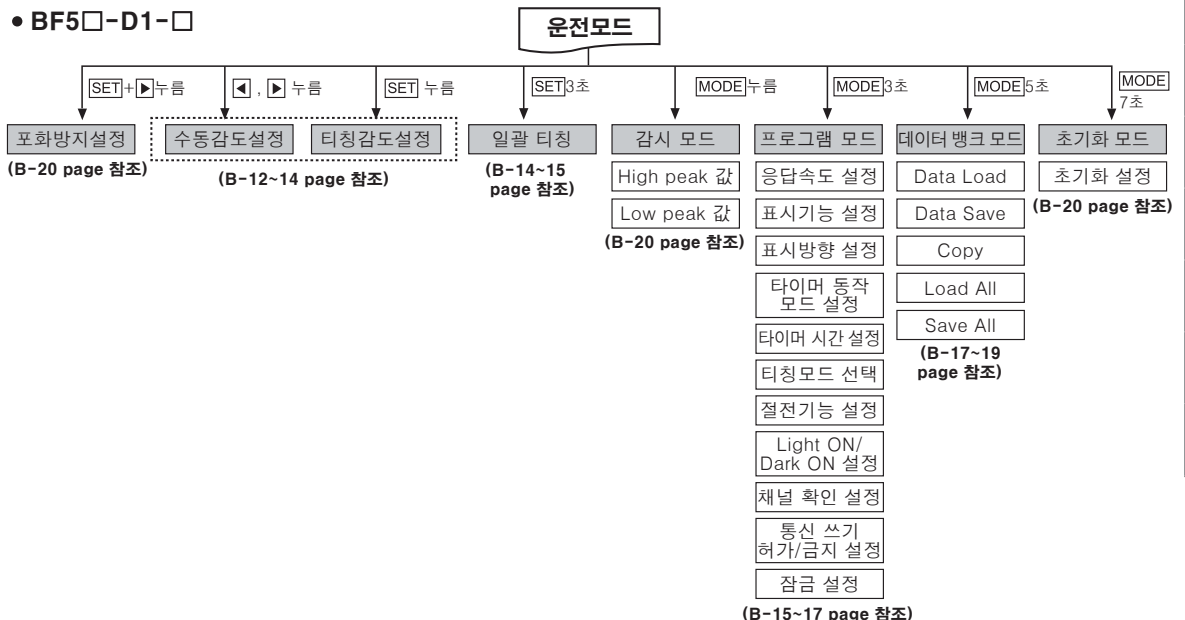 • BF5□-D1-□
운전모드
SET+▶누름
◀ , ▶ 누름
SET 누름
SET3초
MODE누름
MODE3초
MODE5초
MODE
7초
포화방지설정
(B-20 page 참조)
수동감도설정
티칭감도설정
(B-12~14 page 참조)
일괄 티칭
(B-14~15
page 참조)
감시 모드
High peak 값
Low peak 값
(B-20 page 참조)
프로그램 모드
응답속도 설정
표시기능 설정
표시방향 설정
타이머 동작
모드 설정
타이머 시간 설정
티칭모드 선택
절전기능 설정
Light ON/
Dark ON 설정
채널 확인 설정
통신 쓰기
허가/금지 설정
잠금 설정
(B-15~17 page 참조)
데이터 뱅크 모드
Data Load
Data Save
Copy
Load All
Save All
(B-17~19
page 참조)
초기화 모드
초기화 설정
(B-20 page 참조)